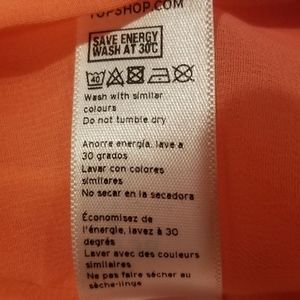 TOPSHOP.COM
SAVE ENERGY
WASH AT 30°C
40
Wash with similar
colours
Do not tumble dry
Ahorre energía, lave a
30 grados
Lavar con colores
similares
No secar en la secadora
Économisez de
l'énergie, lavez à 30
degrés
Laver avec des couleurs
similaires
Ne pas faire sécher au
sèche-linge